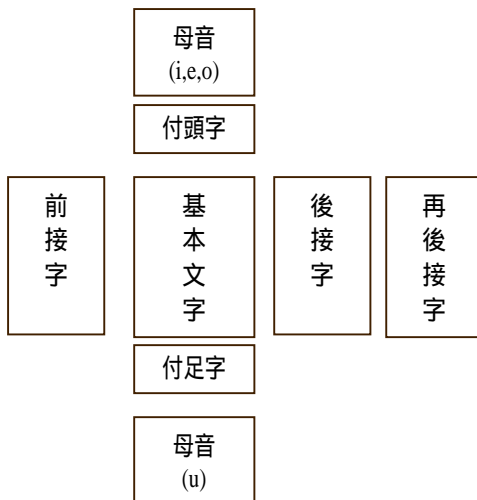 母音
(i,e,o)
付頭字
前接字
基本文字
後接字
再後接字
付足字
母音
(u)